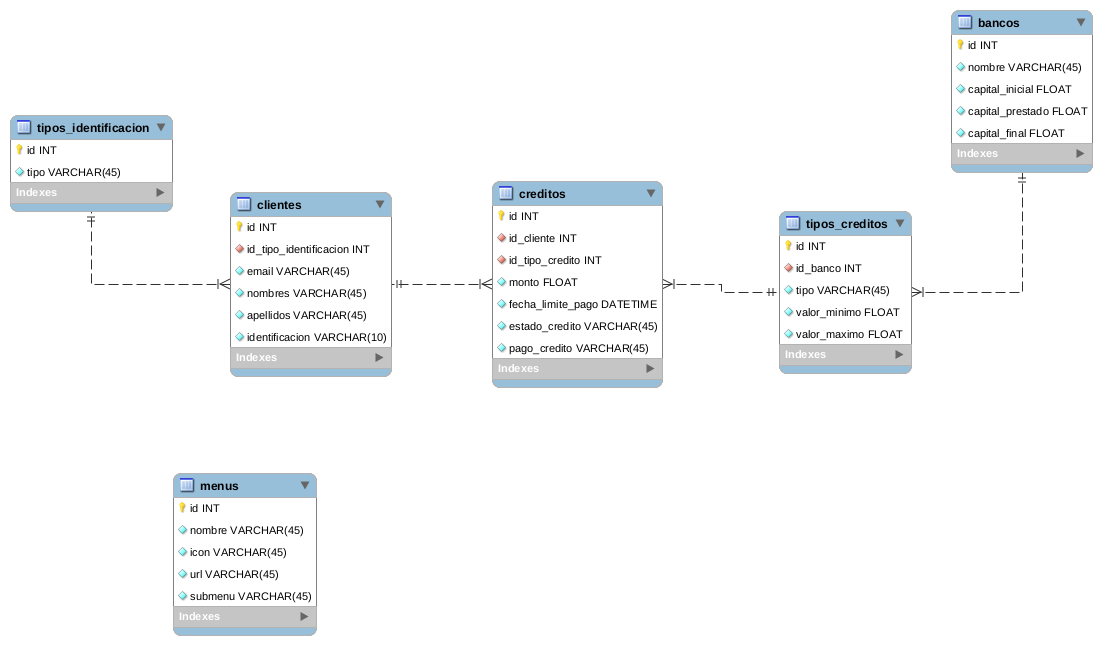 bancos
id INT
nombre VARCHAR(45)
capital_inicial FLOAT
capital_prestado FLOAT
capital_final FLOAT
Indexes
tipos_identificacion
id INT
tipo VARCHAR(45)
Indexes
clientes
id INT
id_tipo_identificacion INT
email VARCHAR(45)
nombres VARCHAR(45)
apellidos VARCHAR(45)
identificacion VARCHAR(10)
Indexes
creditos
id INT
id_cliente INT
id_tipo_credito INT
monto FLOAT
fecha_limite_pago DATETIME
estado_credito VARCHAR(45)
pago_credito VARCHAR(45)
Indexes
tipos_creditos
id INT
id_banco INT
tipo VARCHAR(45)
valor_minimo FLOAT
valor_maximo FLOAT
Indexes
menus
id INT
nombre VARCHAR(45)
icon VARCHAR(45)
url VARCHAR(45)
submenu VARCHAR(45)
Indexes